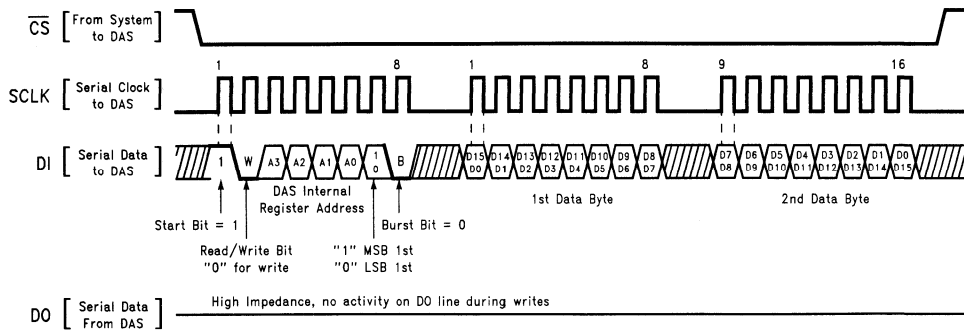 CS [ From System to DAS ]
1 8 1 8 9 16
SCLK [ Serial Clock to DAS ]
DI [ Serial Data to DAS ]
1 W A3 A2 A1 A0 1 0 B
D15 D14 D13 D12 D11 D10 D9 D8
D0 D1 D2 D3 D4 D5 D6 D7
D7 D6 D5 D4 D3 D2 D1 D0
D8 D9 D10 D11 D12 D13 D14 D15
DAS Internal
Register Address
1st Data Byte
2nd Data Byte
Start Bit = 1
Burst Bit = 0
Read/Write Bit
"0" for write
"1" MSB 1st
"0" LSB 1st
High Impedance, no activity on DO line during writes
DO [ Serial Data From DAS ]